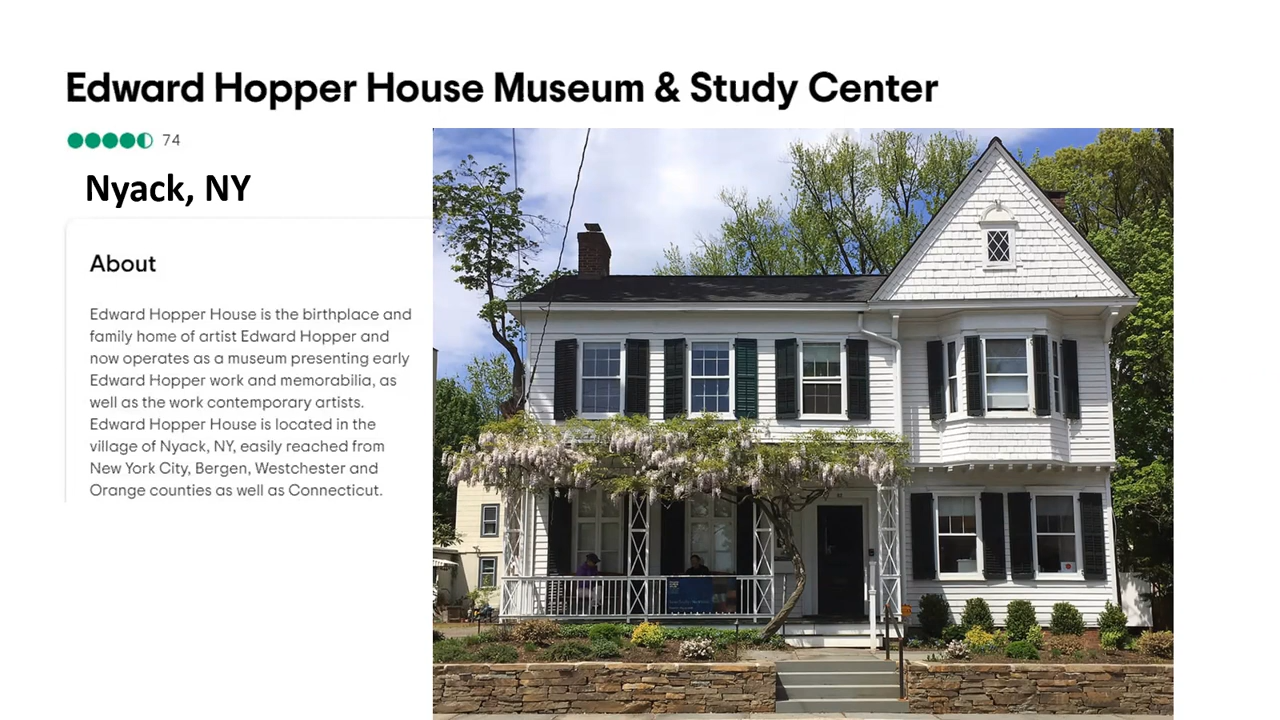 Edward Hopper House Museum & Study Center
74
Nyack, NY
About
Edward Hopper House is the birthplace and
family home of artist Edward Hopper and
now operates as a museum presenting early
Edward Hopper work and memorabilia, as
well as the work contemporary artists.
Edward Hopper House is located in the
village of Nyack, NY, easily reached from
New York City, Bergen, Westchester and
Orange counties as well as Connecticut.